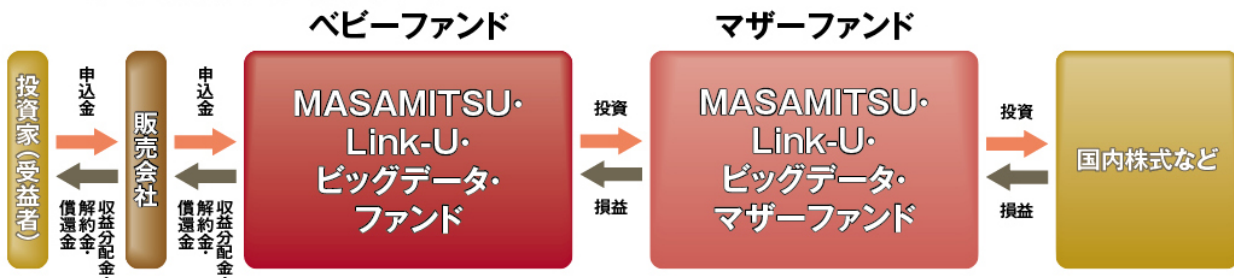 ベビーファンド
マザーファンド
投資家（受益者）
申込金
収益分配金・
解約金・
償還金
販売会社
申込金
収益分配金・
解約金・
償還金
MASAMITSU・
Link-U・
ビッグデータ・
ファンド
投資
損益
MASAMITSU・
Link-U・
ビッグデータ・
マザーファンド
投資
損益
国内株式など